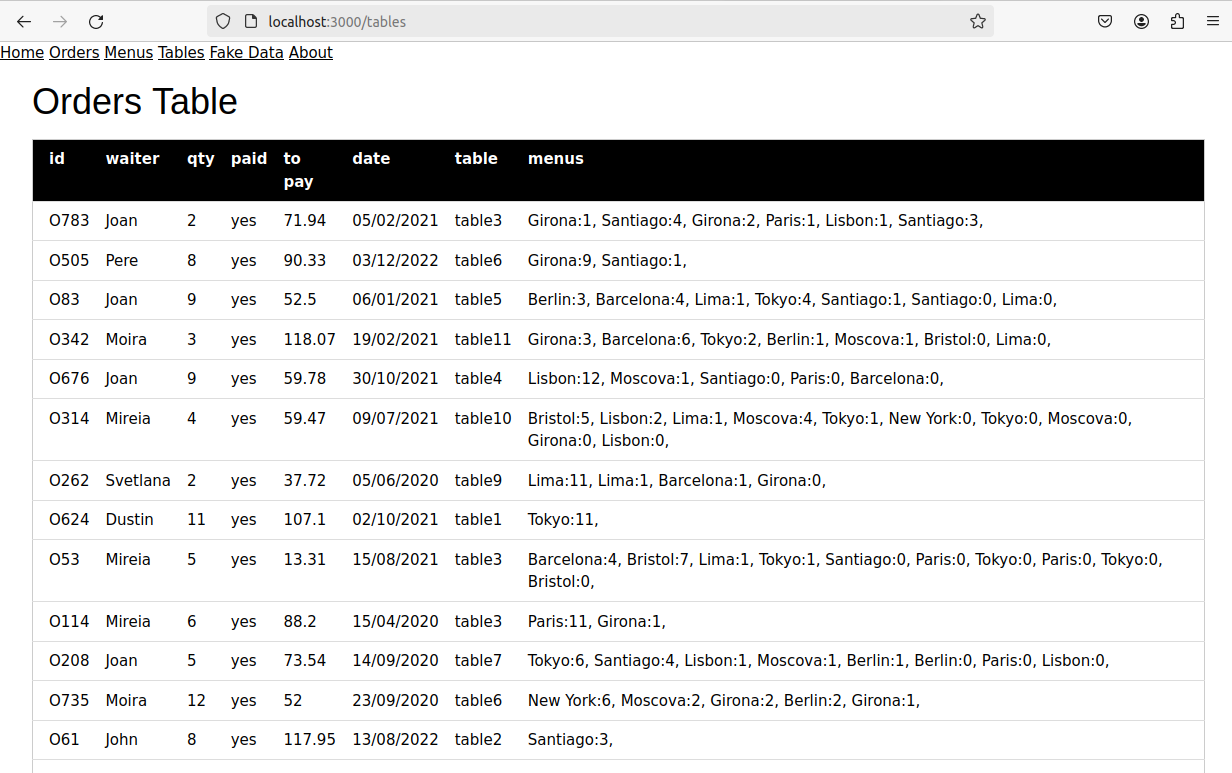 localhost:3000/tables
Home Orders Menus Tables Fake Data About
Orders Table
id waiter qty paid to pay date table menus
O783 Joan 2 yes 71.94 05/02/2021 table3 Girona:1, Santiago:4, Girona:2, Paris:1, Lisbon:1, Santiago:3,
O505 Pere 8 yes 90.33 03/12/2022 table6 Girona:9, Santiago:1,
O83 Joan 9 yes 52.5 06/01/2021 table5 Berlin:3, Barcelona:4, Lima:1, Tokyo:4, Santiago:1, Santiago:0, Lima:0,
O342 Moira 3 yes 118.07 19/02/2021 table11 Girona:3, Barcelona:6, Tokyo:2, Berlin:1, Moscova:1, Bristol:0, Lima:0,
O676 Joan 9 yes 59.78 30/10/2021 table4 Lisbon:12, Moscova:1, Santiago:0, Paris:0, Barcelona:0,
O314 Mireia 4 yes 59.47 09/07/2021 table10 Bristol:5, Lisbon:2, Lima:1, Moscova:4, Tokyo:1, New York:0, Tokyo:0, Moscova:0,
Girona:0, Lisbon:0,
O262 Svetlana 2 yes 37.72 05/06/2020 table9 Lima:11, Lima:1, Barcelona:1, Girona:0,
O624 Dustin 11 yes 107.1 02/10/2021 table1 Tokyo:11,
O53 Mireia 5 yes 13.31 15/08/2021 table3 Barcelona:4, Bristol:7, Lima:1, Tokyo:1, Santiago:0, Paris:0, Tokyo:0, Paris:0, Tokyo:0,
Bristol:0,
O114 Mireia 6 yes 88.2 15/04/2020 table3 Paris:11, Girona:1,
O208 Joan 5 yes 73.54 14/09/2020 table7 Tokyo:6, Santiago:4, Lisbon:1, Moscova:1, Berlin:1, Berlin:0, Paris:0, Lisbon:0,
O735 Moira 12 yes 52 23/09/2020 table6 New York:6, Moscova:2, Girona:2, Berlin:2, Girona:1,
O61 John 8 yes 117.95 13/08/2022 table2 Santiago:3,